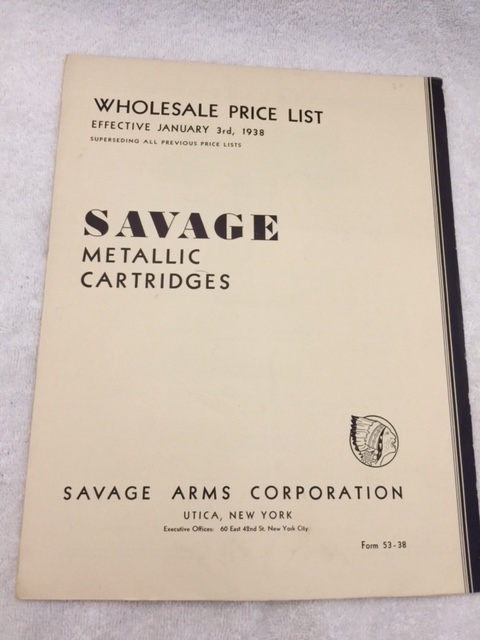 WHOLESALE PRICE LIST
EFFECTIVE JANUARY 3rd, 1938
SUPERSEDING ALL PREVIOUS PRICE LISTS
SAVAGE
METALLIC
CARTRIDGES
SAVAGE ARMS CORPORATION
UTICA, NEW YORK
Executive Offices: 60 East 42nd St. New York City
Form 53-38